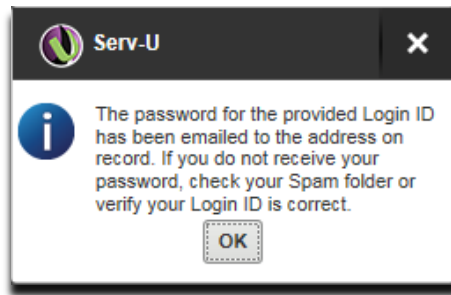 Serv-U
The password for the provided Login ID
has been emailed to the address on
record. If you do not receive your
password, check your Spam folder or
verify your Login ID is correct.
OK